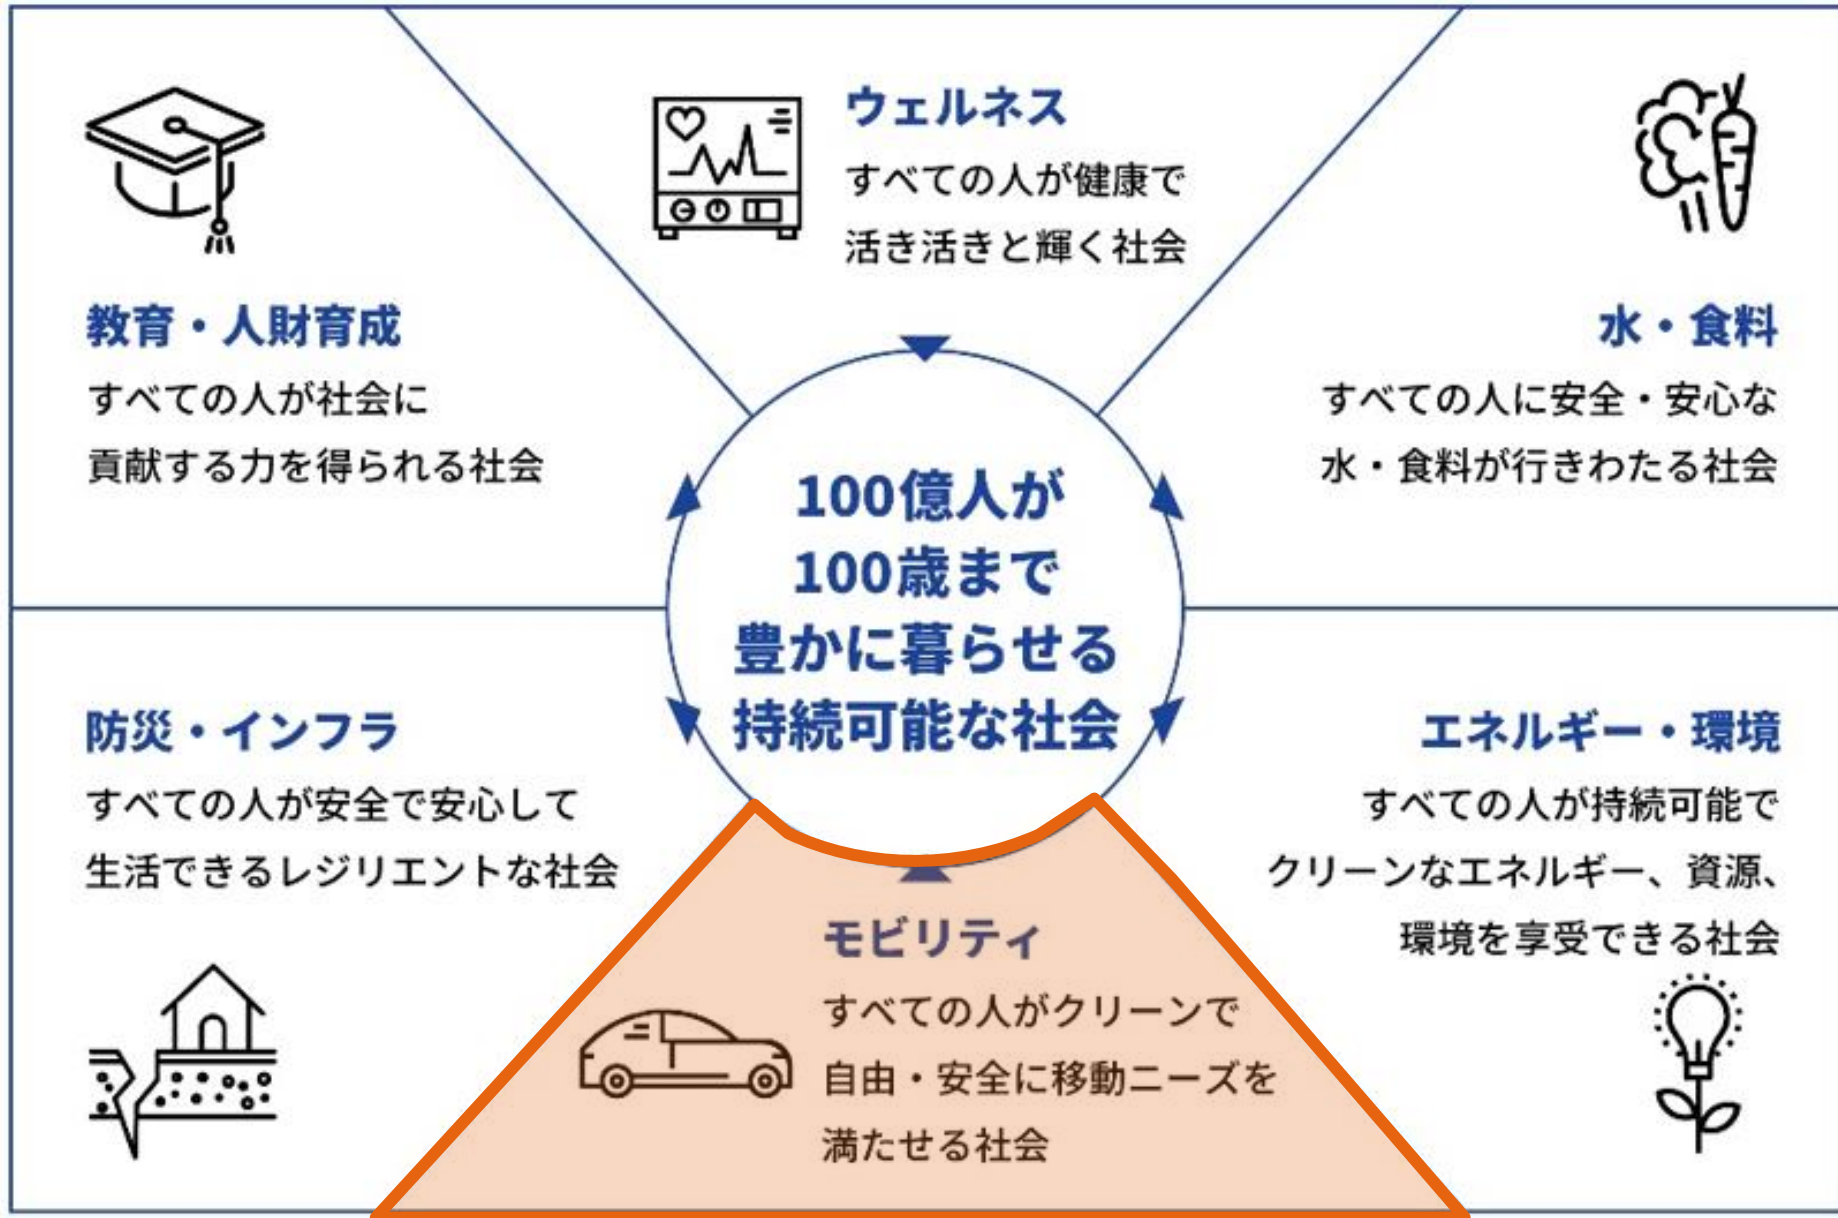 ウェルネス
すべての人が健康で
活き活きと輝く社会
教育・人財育成
すべての人が社会に
貢献する力を得られる社会
水・食料
すべての人に安全・安心な
水・食料が行きわたる社会
100億人が
100歳まで
豊かに暮らせる
持続可能な社会
防災・インフラ
すべての人が安全で安心して
生活できるレジリエントな社会
エネルギー・環境
すべての人が持続可能で
クリーンなエネルギー、資源、
環境を享受できる社会
モビリティ
すべての人がクリーンで
自由・安全に移動ニーズを
満たせる社会